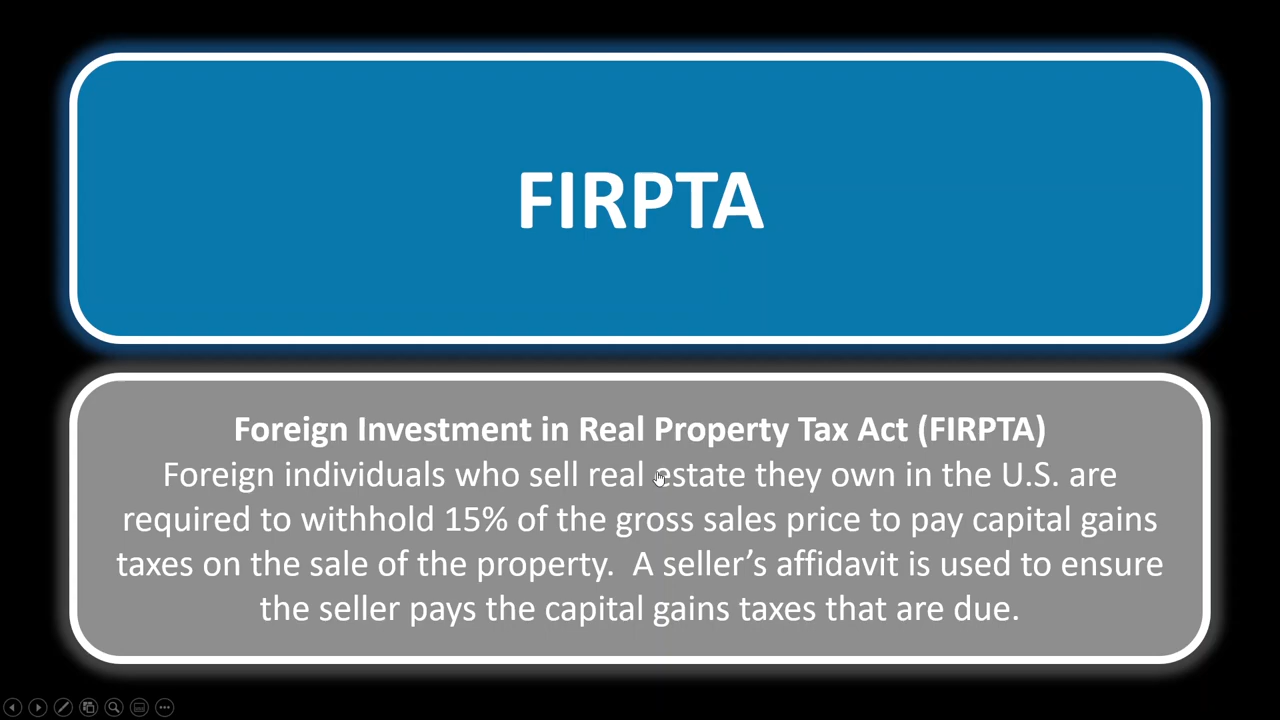 FIRPTA
Foreign Investment in Real Property Tax Act (FIRPTA)
Foreign individuals who sell real estate they own in the U.S. are
required to withhold 15% of the gross sales price to pay capital gains
taxes on the sale of the property.  A seller’s affidavit is used to ensure
the seller pays the capital gains taxes that are due.